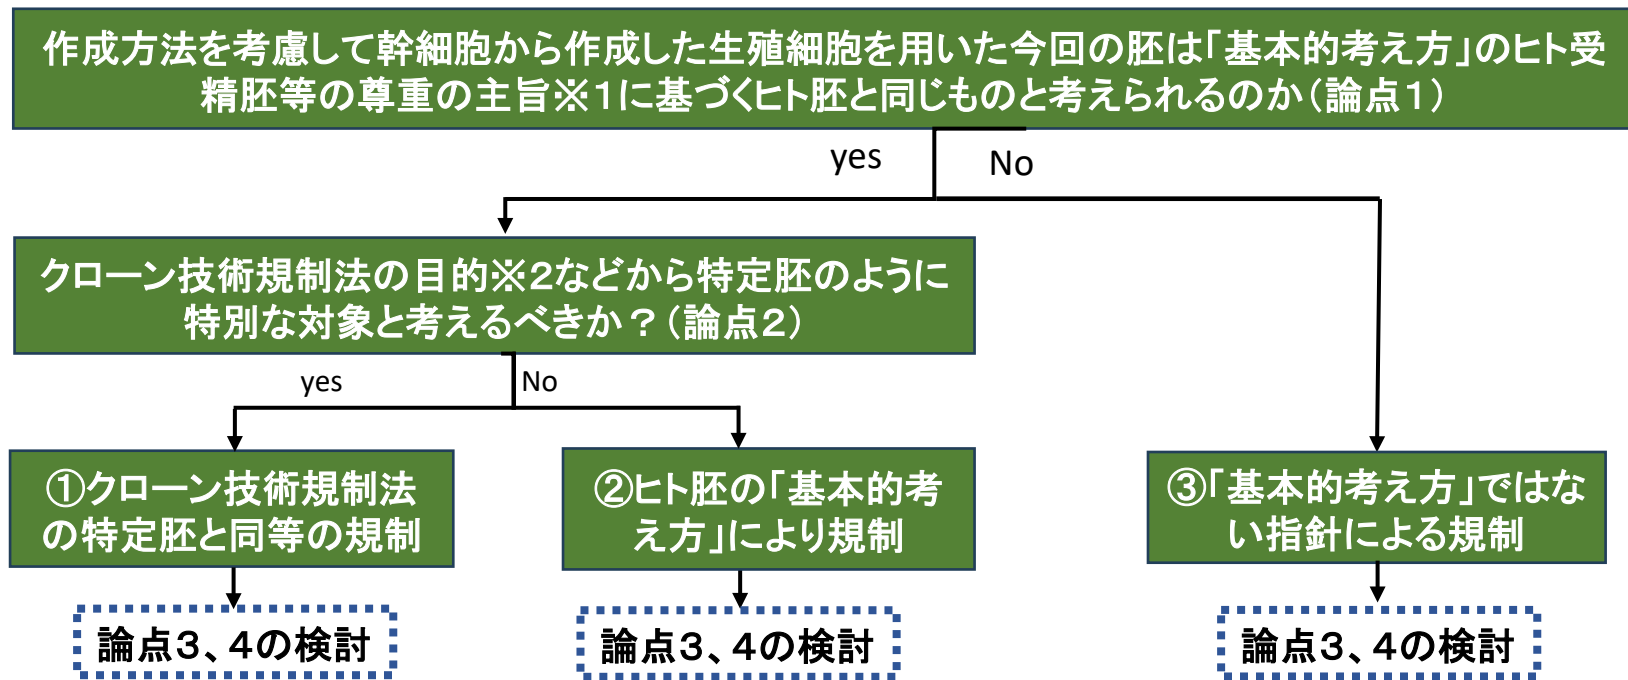 作成方法を考慮して幹細胞から作成した生殖細胞を用いた今回の胚は｢基本的考え方｣のヒト受
精胚等の尊重の主旨※1に基づくヒト胚と同じものと考えられるのか（論点１）
yes
No
クローン技術規制法の目的※2などから特定胚のように
特別な対象と考えるべきか？（論点２）
yes
No
①クローン技術規制法
の特定胚と同等の規制
②ヒト胚の｢基本的考
え方｣により規制
③｢基本的考え方｣ではな
い指針による規制
論点３、４の検討
論点３、４の検討
論点３、４の検討